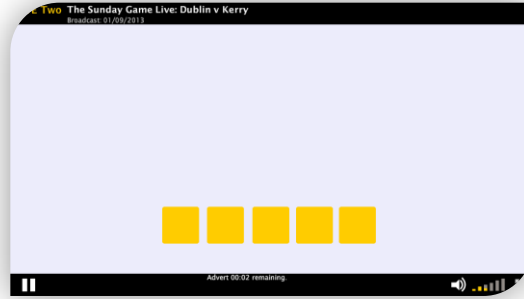 Two The Sunday Game Live: Dublin v Kerry
Broadcast: 01/09/2013
Advert 00:02 remaining.